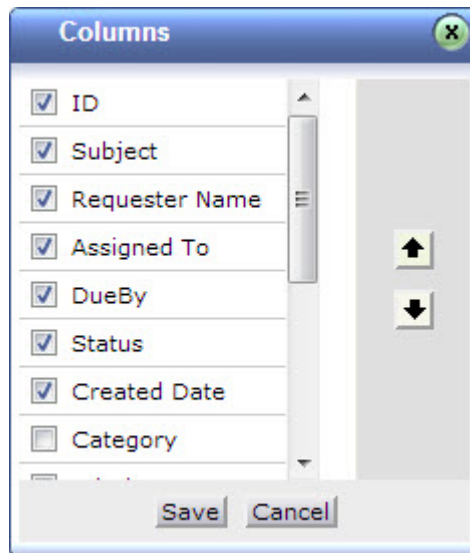 Columns
ID
Subject
Requester Name
Assigned To
DueBy
Status
Created Date
Category
Save Cancel